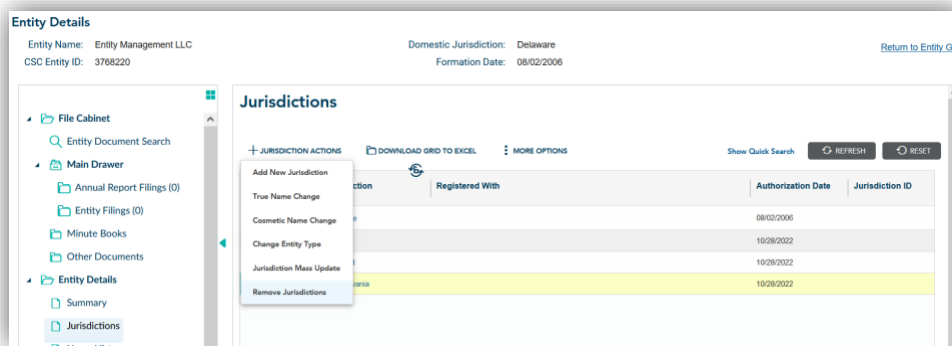 Entity Details
Entity Name: Entity Management LLC
Domestic Jurisdiction: Delaware
Return to Entity G
CSC Entity ID: 3768220
Formation Date: 08/02/2006
File Cabinet
Entity Document Search
Main Drawer
Annual Report Filings (0)
Entity Filings (0)
Minute Books
Other Documents
Entity Details
Summary
Jurisdictions
Jurisdictions
JURISDICTION ACTIONS
DOWNLOAD GRID TO EXCEL
MORE OPTIONS
Show Quick Search
REFRESH
RESET
Add New Jurisdiction
True Name Change
Cosmetic Name Change
Change Entity Type
Jurisdiction Mass Update
Remove Jurisdictions
ction
Registered With
Authorization Date
Jurisdiction ID
e
08/02/2006
10/28/2022
10/28/2022
vania
10/28/2022